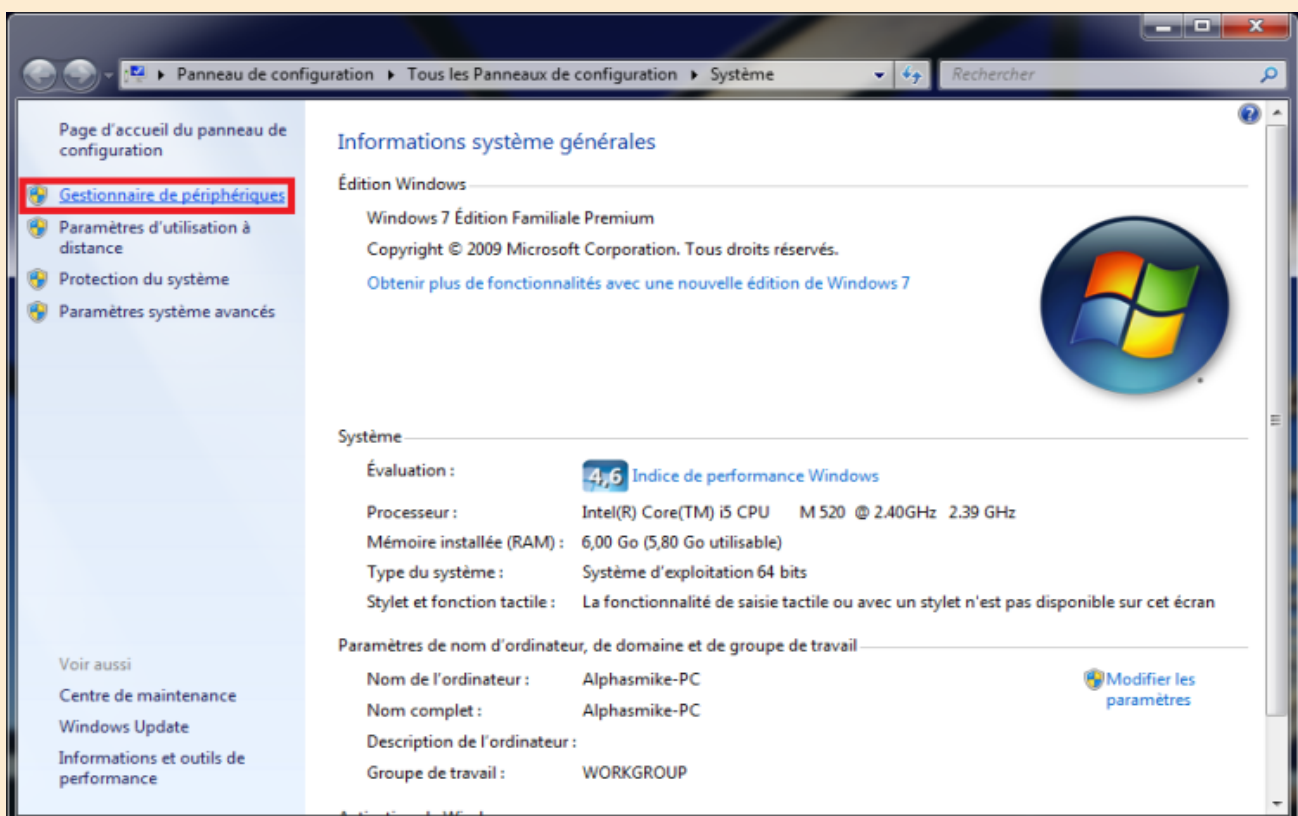 Panneau de configuration ▸ Tous les Panneaux de configuration ▸ Système
Rechercher
Page d'accueil du panneau de
configuration
Gestionnaire de périphériques
Paramètres d'utilisation à
distance
Protection du système
Paramètres système avancés
Voir aussi
Centre de maintenance
Windows Update
Informations et outils de
performance
Informations système générales
Édition Windows
Windows 7 Édition Familiale Premium
Copyright © 2009 Microsoft Corporation. Tous droits réservés.
Obtenir plus de fonctionnalités avec une nouvelle édition de Windows 7
Système
Évaluation :
4,6 Indice de performance Windows
Processeur : Intel(R) Core(TM) i5 CPU M 520 @ 2.40GHz 2.39 GHz
Mémoire installée (RAM) : 6,00 Go (5,80 Go utilisable)
Type du système : Système d'exploitation 64 bits
Stylet et fonction tactile : La fonctionnalité de saisie tactile ou avec un stylet n'est pas disponible sur cet écran
Paramètres de nom d'ordinateur, de domaine et de groupe de travail
Nom de l'ordinateur : Alphasmike-PC
Modifier les
paramètres
Nom complet : Alphasmike-PC
Description de l'ordinateur :
Groupe de travail : WORKGROUP